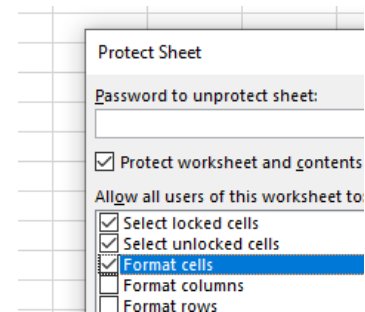 Protect Sheet
Password to unprotect sheet:
Protect worksheet and contents
Allow all users of this worksheet to:
Select locked cells
Select unlocked cells
Format cells
Format columns
Format rows